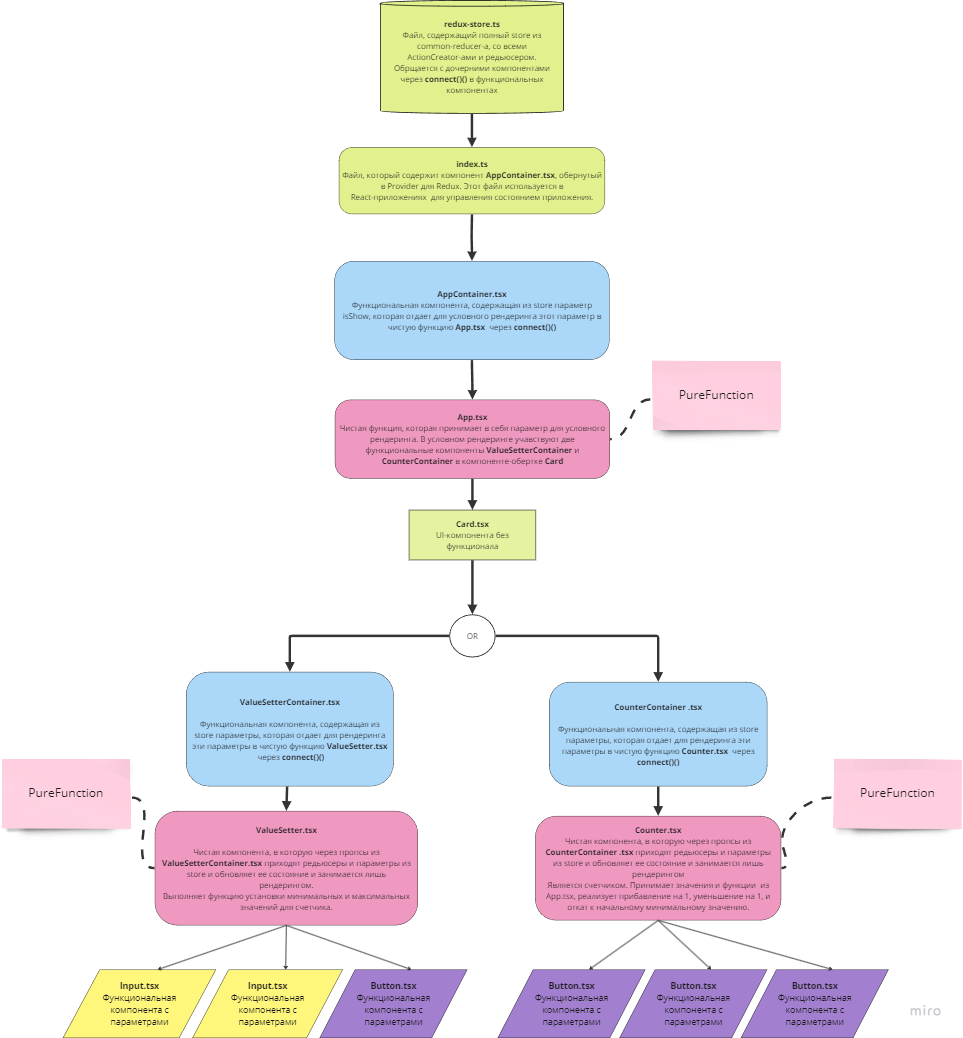 redux-store.ts
Файл, содержащий полный store из
common-reducer-а, со всеми
ActionCreator-ами и редьюсером.
Обрщается с дочерними компонентами
через connect()() в функциональных
компонентах
index.ts
Файл, который содержит компонент AppContainer.tsx, обернутый
в Provider для Redux. Этот файл используется в
React-приложениях для управления состоянием приложения.
AppContainer.tsx
Функциональная компонента, содержащая из store параметр
isShow, которая отдает для условного рендеринга этот параметр в
чистую функцию App.tsx через connect()()
PureFunction
App.tsx
Чистая функция, которая принимает в себя параметр для условного
рендеринга. В условном рендеринге учавствуют две
функциональные компоненты ValueSetterContainer и
CounterContainer в компоненте-обертке Card
Card.tsx
UI-компонента без
функционала
OR
ValueSetterContainer.tsx
Функциональная компонента, содержащая из
store параметры, которая отдает для рендеринга
эти параметры в чистую функцию ValueSetter.tsx
через connect()()
CounterContainer .tsx
Функциональная компонента, содержащая из store
параметры, которая отдает для рендеринга эти
параметры в чистую функцию Counter.tsx через
connect()()
PureFunction
PureFunction
ValueSetter.tsx
Чистая компонента, в которую через пропсы из
ValueSetterContainer.tsx приходят редьюсеры и параметры из
store и обновляет ее состояние и занимается лишь
рендерингом.
Выполняет функцию установки минимальных и максимальных
значений для счетчика.
Counter.tsx
Чистая компонента, в которую через пропсы из
CounterContainer .tsx приходят редьюсеры и параметры
из store и обновляет ее состояние и занимается лишь
рендерингом
Является счетчиком. Принимает значения и функции из
App.tsx, реализует прибавление на 1, уменьшение на 1, и
откат к начальному минимальному значению.
Input.tsx
Функциональная
компонента с
параметрами
Input.tsx
Функциональная
компонента с
параметрами
Button.tsx
Функциональная
компонента с
параметрами
Button.tsx
Функциональная
компонента с
параметрами
Button.tsx
Функциональная
компонента с
параметрами
Button.tsx
Функциональная
компонента с
параметрами
miro